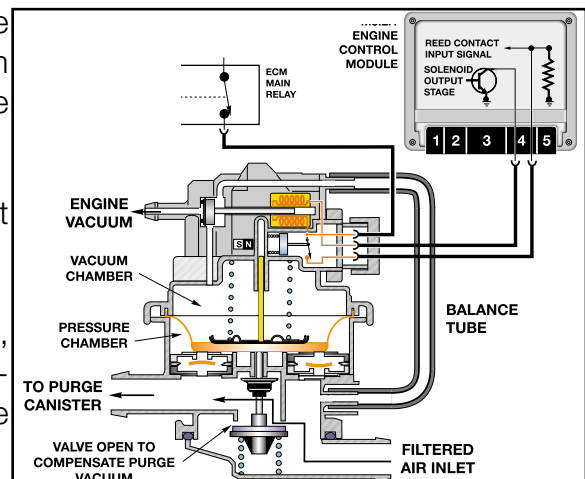 ENGINE
CONTROL
MODULE
REED CONTACT
INPUT SIGNAL
SOLENOID
OUTPUT
STAGE
1 2 3 4 5
ECM
MAIN
RELAY
ENGINE
VACUUM
S N
VACUUM
CHAMBER
PRESSURE
CHAMBER
BALANCE
TUBE
TO PURGE
CANISTER
VALVE OPEN TO
COMPENSATE PURGE
VACUUM
FILTERED
AIR INLET